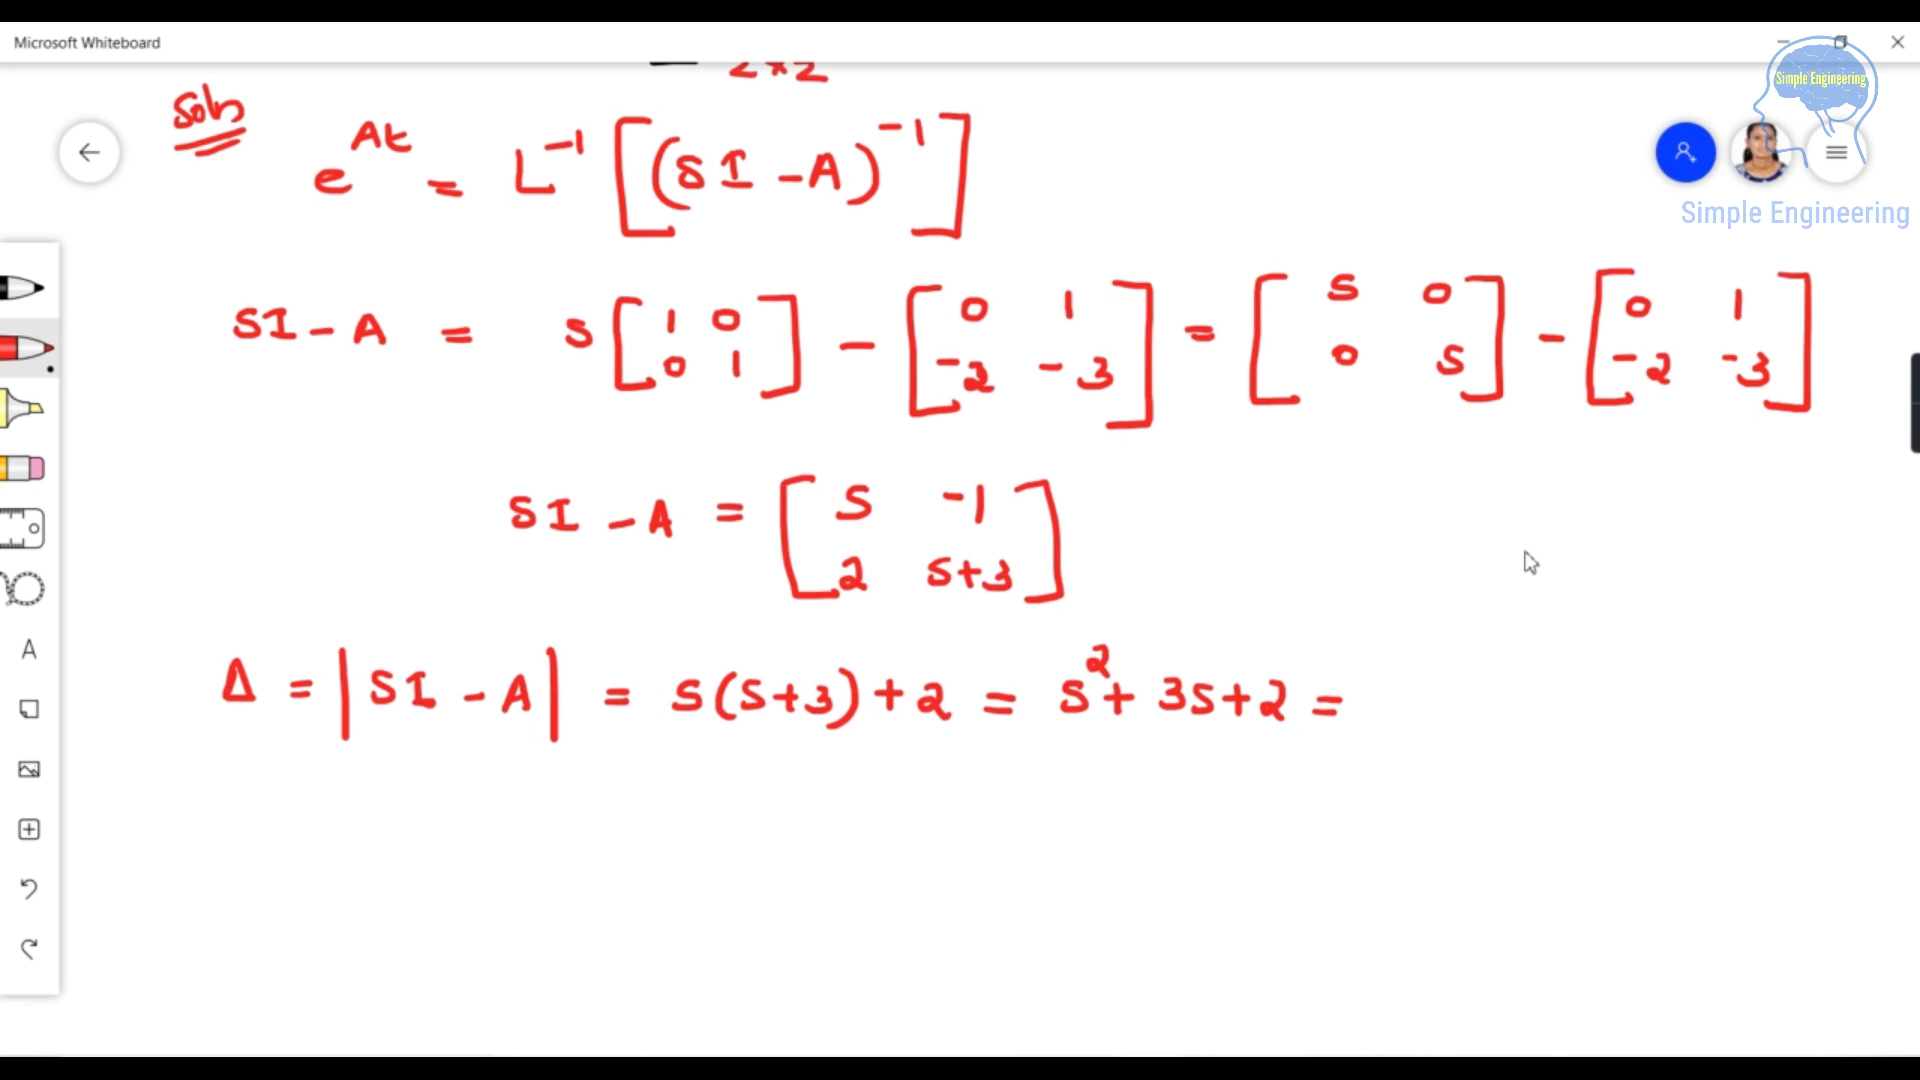 Microsoft Whiteboard
Simple Engineering
2×2
Soln
e^{At} = L^{-1} [(SI - A)^{-1}]
Simple Engineering
SI - A = S [1 0; 0 1] - [0 1; -2 -3] = [S 0; 0 S] - [0 1; -2 -3]
SI - A = [S -1; 2 S+3]
Δ = |SI - A| = S(S+3)+2 = S^2 + 3S+2 =
A